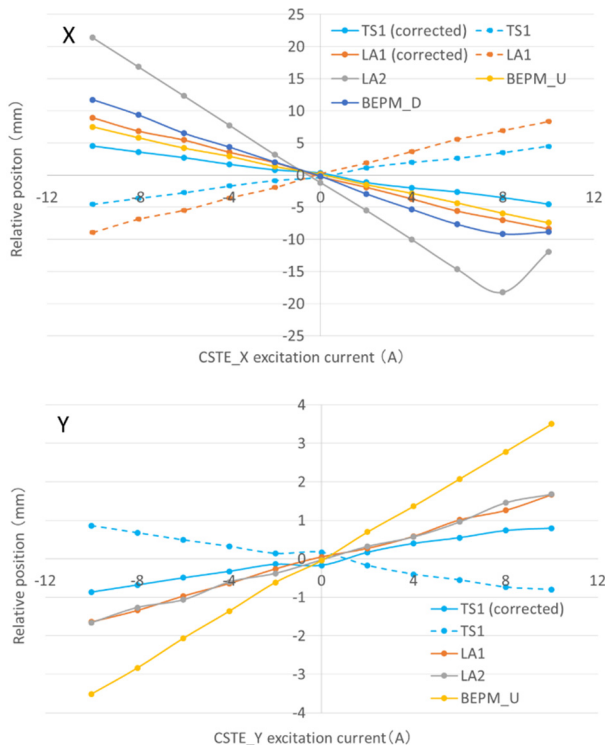 X
TS1 (corrected) TS1
LA1 (corrected) LA1
LA2 BEPM_U
BEPM_D
25
20
15
10
5
0
-5
-10
-15
-20
-25
-12 -8 -4 0 4 8 12
Relative positon (mm)
CSTE_X excitation current (A)
Y
4
3
2
1
0
-1
-2
-3
-4
-12 -8 -4 0 4 8 12
TS1 (corrected)
TS1
LA1
LA2
BEPM_U
Relative position (mm)
CSTE_Y excitation current(A)